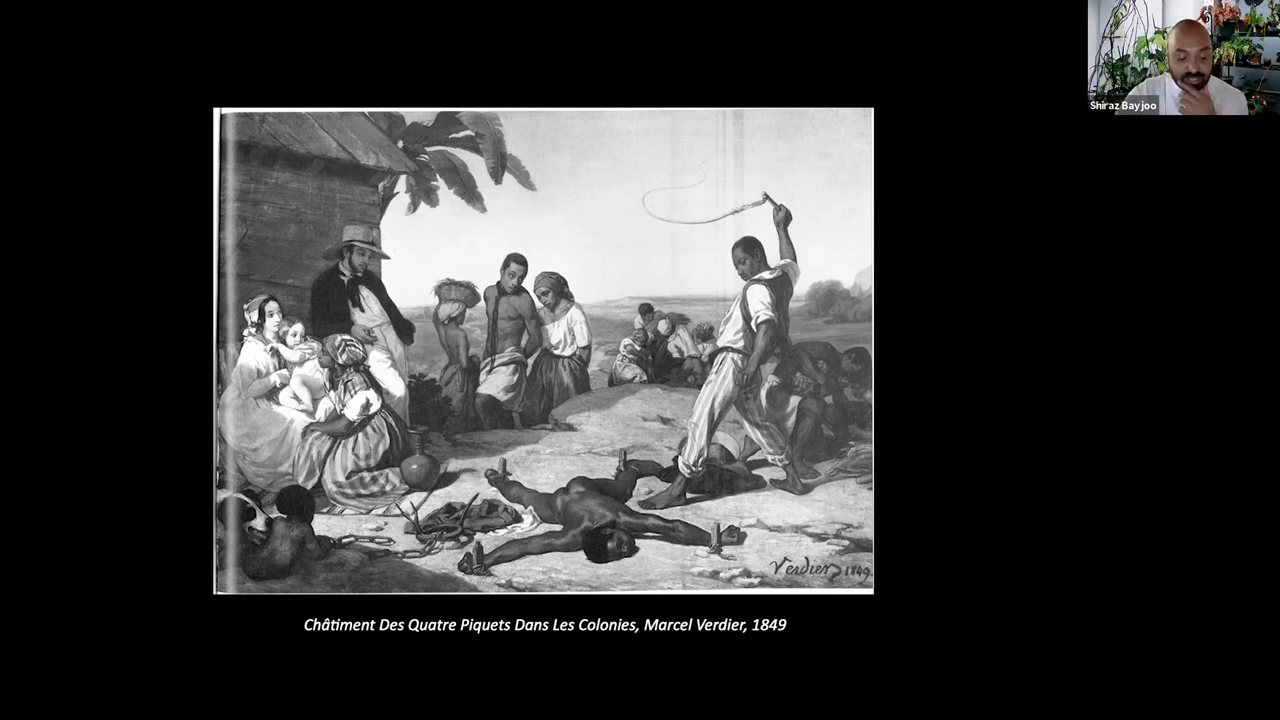 Shiraz Bayjoo
Verdier 1849.
Châtiment Des Quatre Piquets Dans Les Colonies, Marcel Verdier, 1849